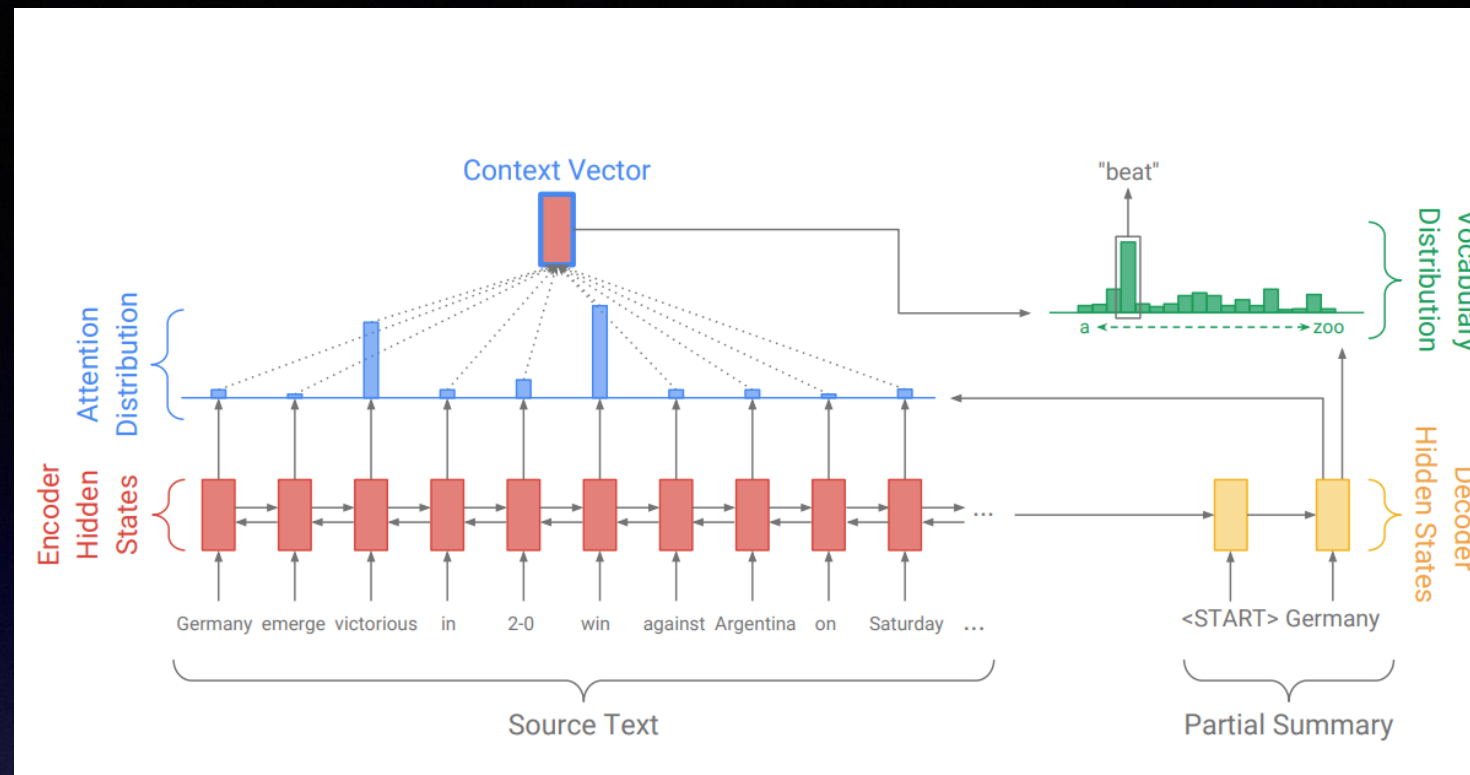 Context Vector
"beat"
Attention
Distribution
a
zoo
Vocabulary
Distribution
Encoder
Hidden
States
...
Decoder
Hidden States
Germany emerge victorious in 2-0 win against Argentina on Saturday ...
<START> Germany
Source Text
Partial Summary